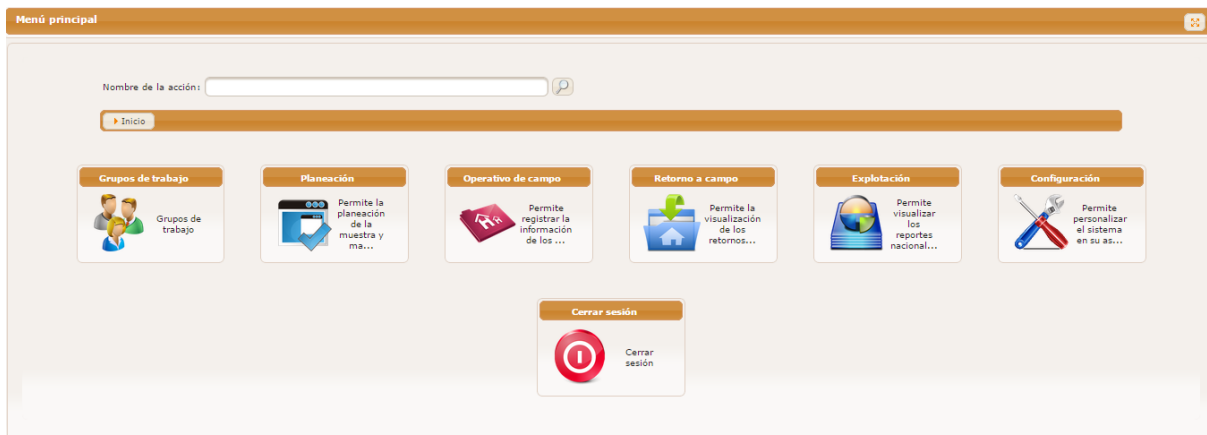 Menú principal
Nombre de la acción:
Inicio
Grupos de trabajo
Grupos de
trabajo
Planeación
Permite la
planeación
de la
muestra y
ma...
Operativo de campo
Permite
registrar la
información
de los ...
Retorno a campo
Permite la
visualización
de los
retornos...
Explotación
Permite
visualizar
los
reportes
nacional...
Configuración
Permite
personalizar
el sistema
en su as...
Cerrar sesión
Cerrar
sesión